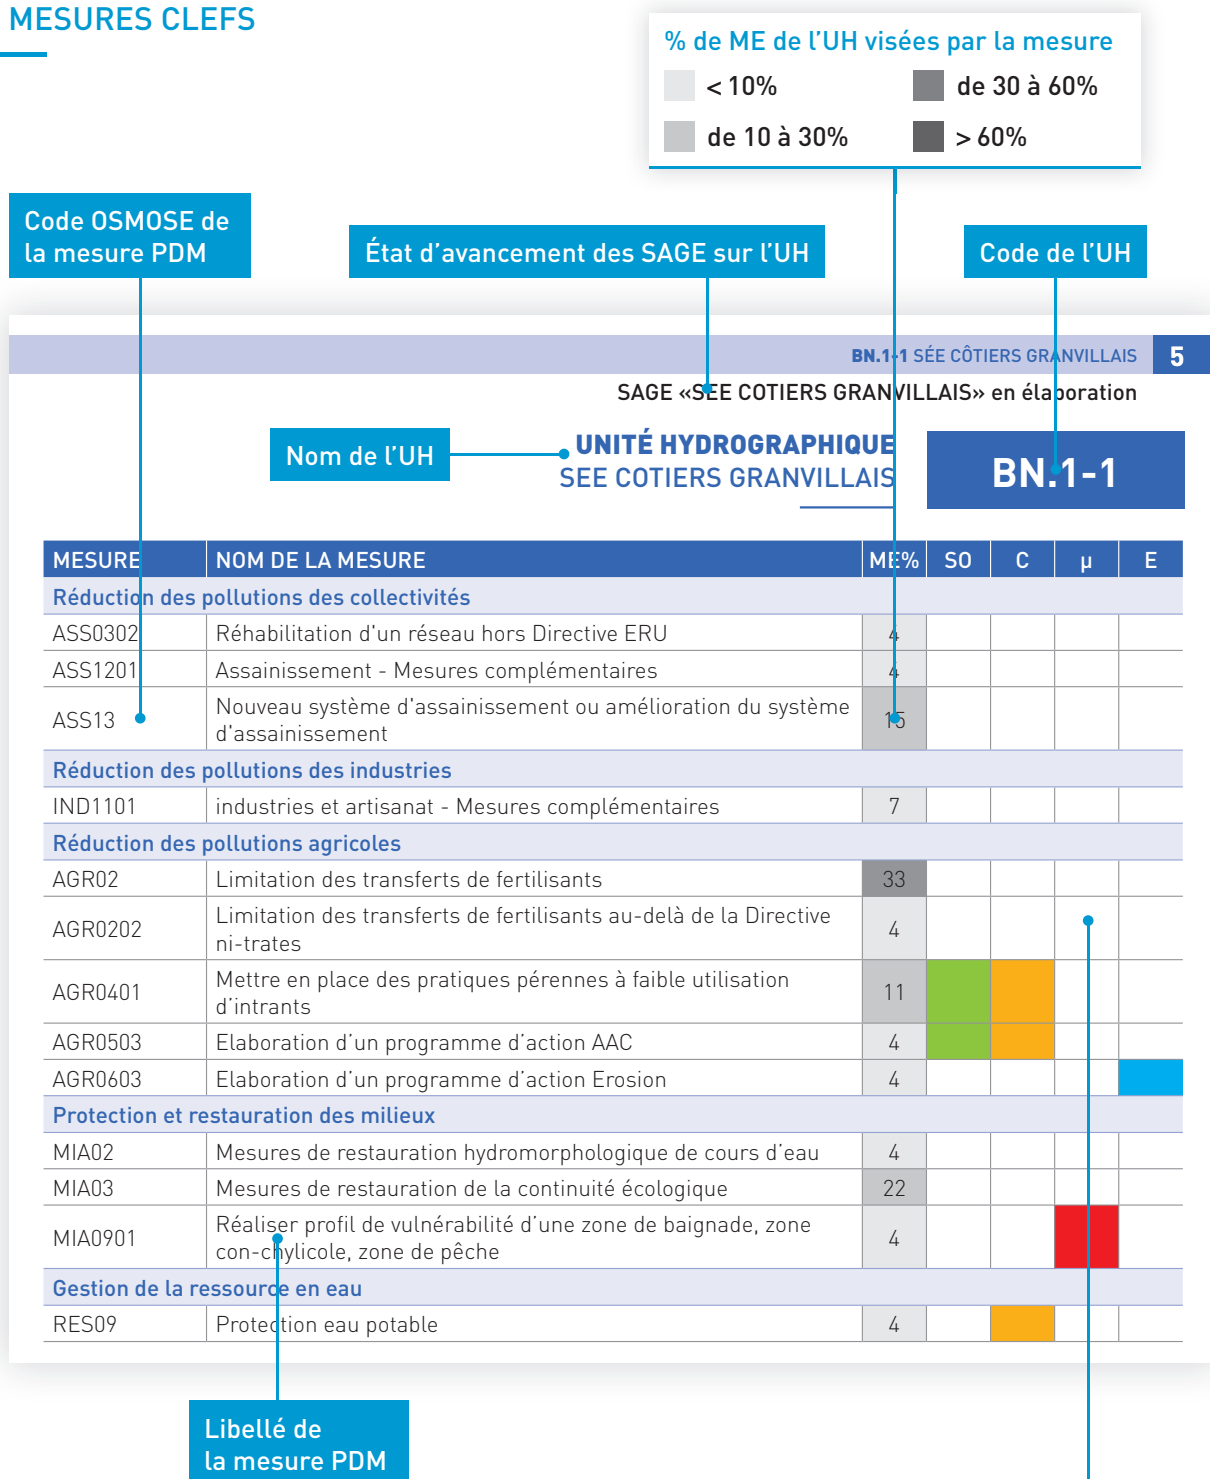 MESURES CLEFS
% de ME de l’UH visées par la mesure
< 10%
de 30 à 60%
de 10 à 30%
> 60%
Code OSMOSE de
la mesure PDM
État d’avancement des SAGE sur l’UH
Code de l’UH
BN.1-1 SÉE CÔTIERS GRANVILLAIS 5
SAGE «SEE COTIERS GRANVILLAIS» en élaboration
Nom de l’UH
UNITÉ HYDROGRAPHIQUE
SEE COTIERS GRANVILLAIS
BN.1-1
MESURE NOM DE LA MESURE ME% SO C µ E
Réduction des pollutions des collectivités
ASS0302 Réhabilitation d'un réseau hors Directive ERU 4
ASS1201 Assainissement - Mesures complémentaires 4
ASS13 Nouveau système d'assainissement ou amélioration du système
d'assainissement 15
Réduction des pollutions des industries
IND1101 industries et artisanat - Mesures complémentaires 7
Réduction des pollutions agricoles
AGR02 Limitation des transferts de fertilisants 33
AGR0202 Limitation des transferts de fertilisants au-delà de la Directive
ni-trates 4
AGR0401 Mettre en place des pratiques pérennes à faible utilisation
d’intrants 11
AGR0503 Elaboration d’un programme d’action AAC 4
AGR0603 Elaboration d’un programme d’action Erosion 4
Protection et restauration des milieux
MIA02 Mesures de restauration hydromorphologique de cours d’eau 4
MIA03 Mesures de restauration de la continuité écologique 22
MIA0901 Réaliser profil de vulnérabilité d’une zone de baignade, zone
con-chylicole, zone de pêche 4
Gestion de la ressource en eau
RES09 Protection eau potable 4
Libellé de
la mesure PDM